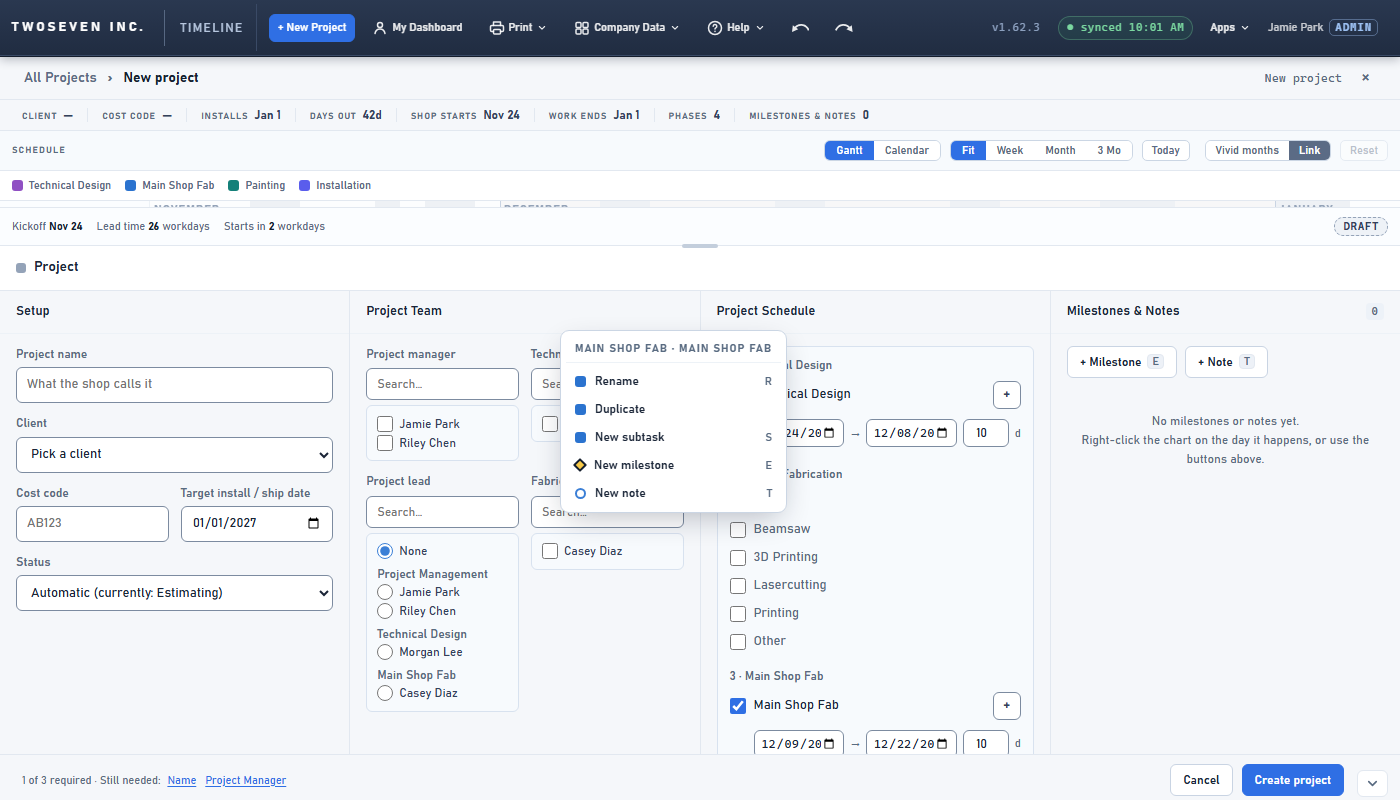 TWOSEVEN INC. TIMELINE + New Project My Dashboard Print Company Data Help v1.62.3 synced 10:01 AM Apps Jamie Park ADMIN
All Projects › New project New project ×
CLIENT — COST CODE — INSTALLS Jan 1 DAYS OUT 42d SHOP STARTS Nov 24 WORK ENDS Jan 1 PHASES 4 MILESTONES & NOTES 0
SCHEDULE Gantt Calendar Fit Week Month 3 Mo Today Vivid months Link Reset
Technical Design Main Shop Fab Painting Installation
NOVEMBER DECEMBER JANUARY
Kickoff Nov 24 Lead time 26 workdays Starts in 2 workdays DRAFT
Project
Setup
Project name
What the shop calls it
Client
Pick a client
Cost code Target install / ship date
AB123 01/01/2027
Status
Automatic (currently: Estimating)
Project Team
Project manager
Search…
Jamie Park
Riley Chen
Project lead
Search…
None
Project Management
Jamie Park
Riley Chen
Technical Design
Morgan Lee
Main Shop Fab
Casey Diaz
Search…
Casey Diaz
MAIN SHOP FAB · MAIN SHOP FAB
Rename R
Duplicate
New subtask S
New milestone E
New note T
Project Schedule
Design
Design +
24/20 → 12/08/20 10 d
Fabrication
Beamsaw
3D Printing
Lasercutting
Printing
Other
3 · Main Shop Fab
Main Shop Fab +
12/09/20 → 12/22/20 10 d
Milestones & Notes 0
+ Milestone E + Note T
No milestones or notes yet.
Right-click the chart on the day it happens, or use the
buttons above.
1 of 3 required · Still needed: Name Project Manager Cancel Create project